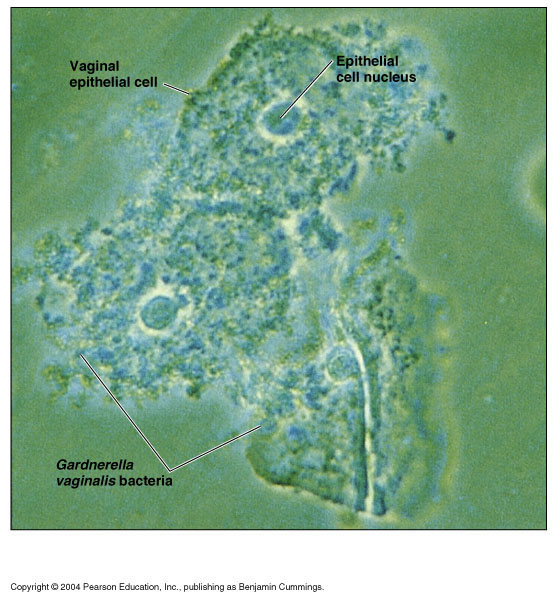 Vaginal
epithelial cell
Epithelial
cell nucleus
Gardnerella
vaginalis bacteria
Copyright © 2004 Pearson Education, Inc., publishing as Benjamin Cummings.